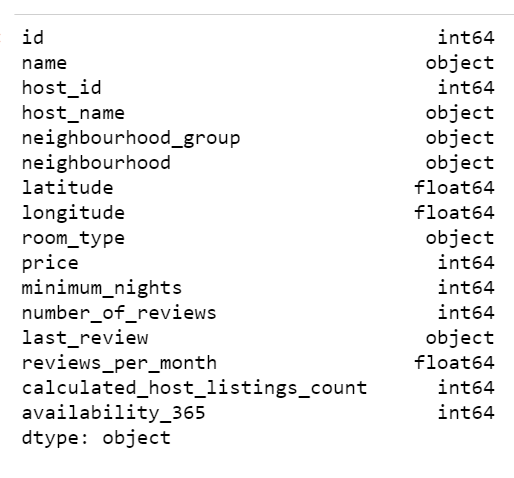 id int64
name object
host_id int64
host_name object
neighbourhood_group object
neighbourhood object
latitude float64
longitude float64
room_type object
price int64
minimum_nights int64
number_of_reviews int64
last_review object
reviews_per_month float64
calculated_host_listings_count int64
availability_365 int64
dtype: object